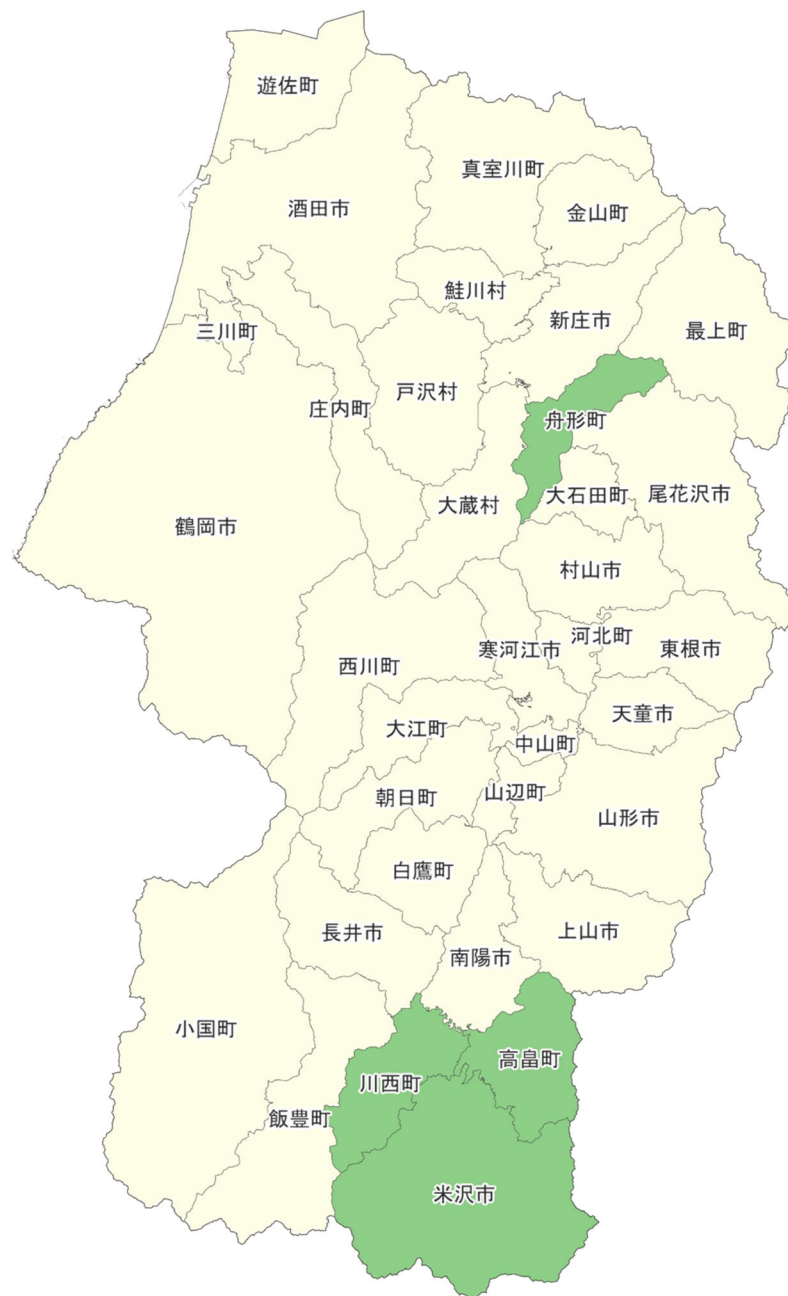 遊佐町
真室川町
酒田市
金山町
鮭川村
新庄市
三川町
最上町
戸沢村
庄内町
舟形町
大蔵村
大石田町
尾花沢市
鶴岡市
村山市
河北町
寒河江市
東根市
西川町
天童市
大江町
中山町
朝日町
山辺町
山形市
白鷹町
長井市
上山市
南陽市
小国町
高畠町
川西町
飯豊町
米沢市